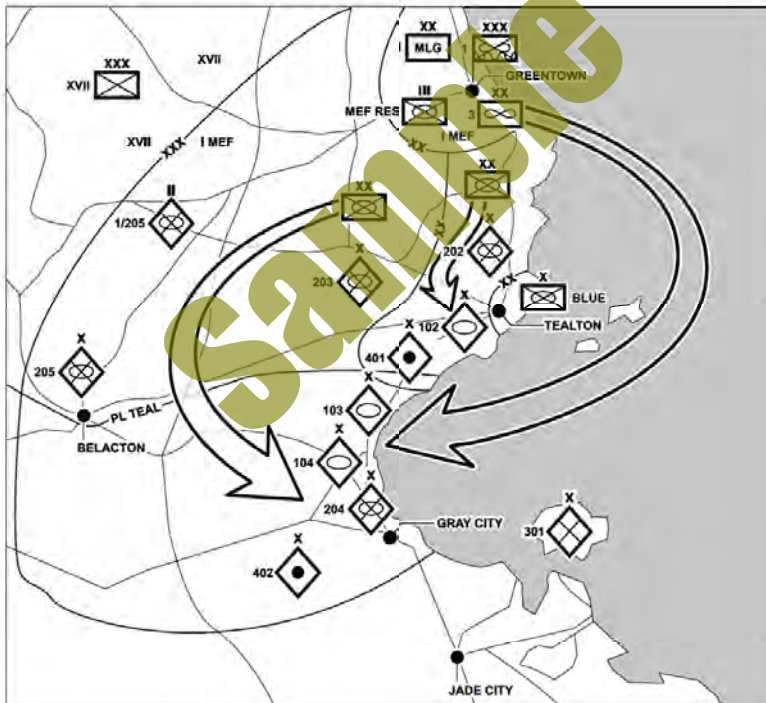 XX
XXX
XVII
XXX
MLG
1
XVII
GREENTOWN
III
XX
MEF RES
3
XVII
I MEF
XXX
I MEF
XX
XX
XX
II
1/205
X
202
XX
X
XX
203
X
BLUE
X
102
TEALTON
X
401
X
205
X
PL TEAL
103
BELACTON
X
104
X
204
GRAY CITY
X
301
X
402
JADE CITY
Sample